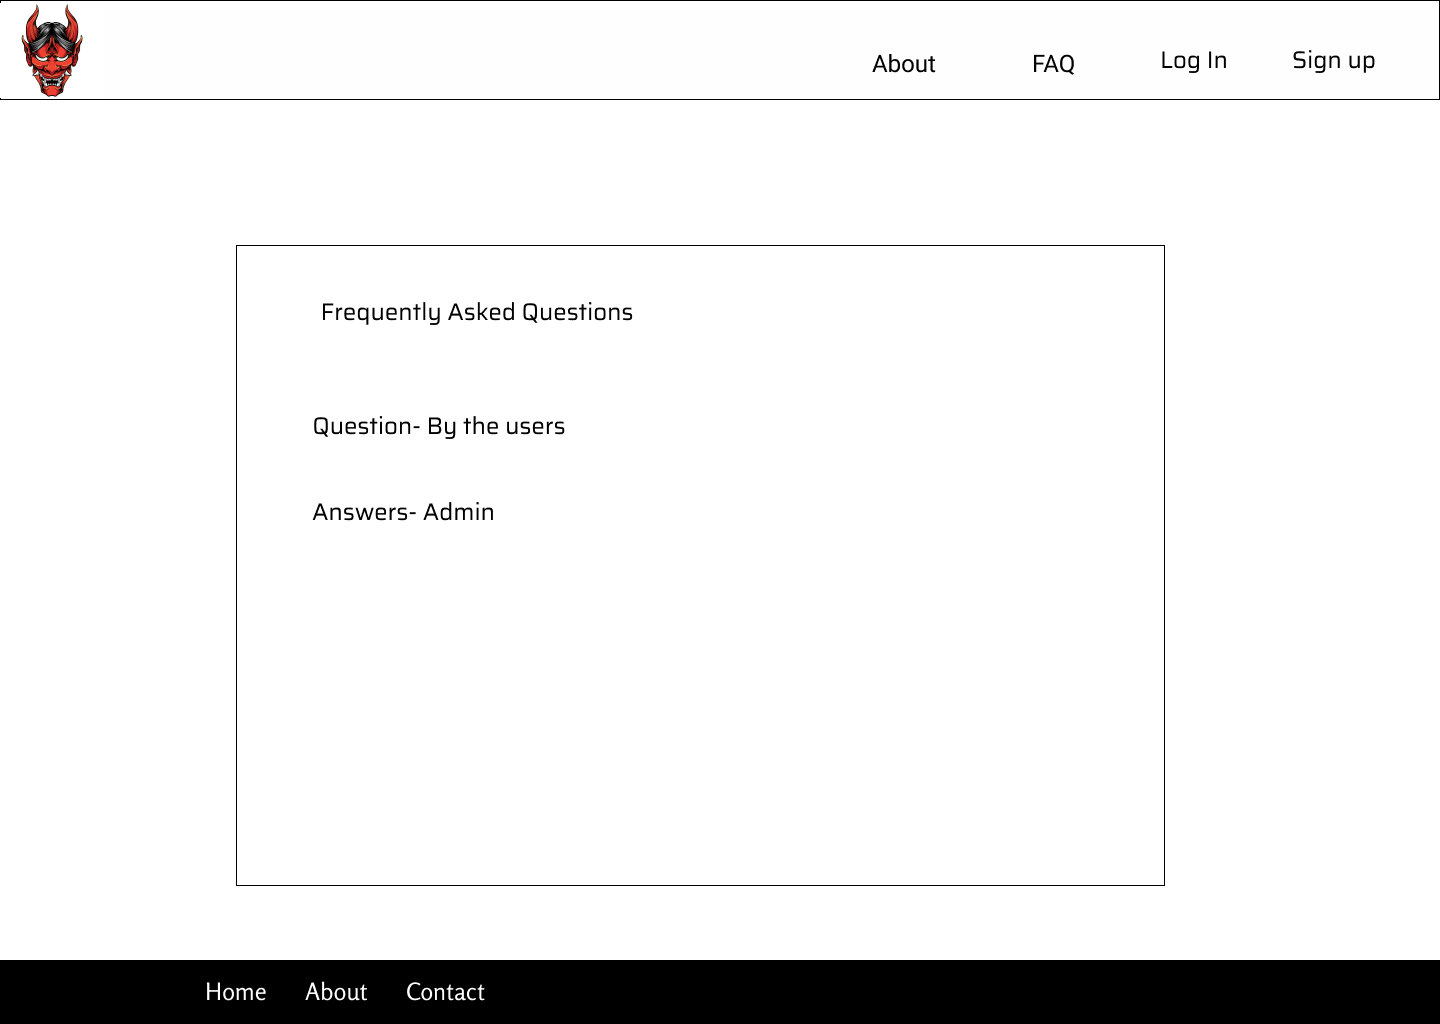 About
FAQ
Log In
Sign up
Frequently Asked Questions
Question- By the users
Answers- Admin
Home
About
Contact